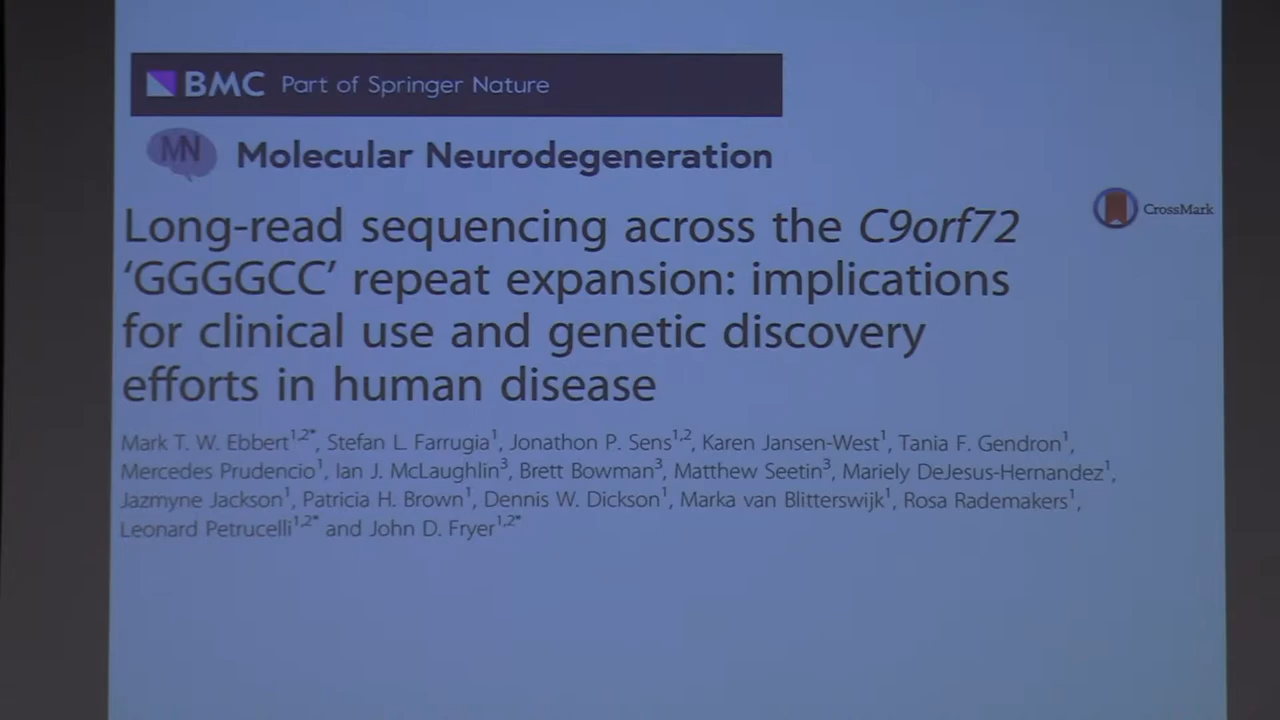 BMC Part of Springer Nature
MN Molecular Neurodegeneration
CrossMark
Long-read sequencing across the C9orf72
‘GGGGCC’ repeat expansion: implications
for clinical use and genetic discovery
efforts in human disease
Mark T. W. Ebbert1,2*, Stefan L. Farrugia1, Jonathon P. Sens1,2, Karen Jansen-West1, Tania F. Gendron1,
Mercedes Prudencio1, Ian J. McLaughlin3, Brett Bowman3, Matthew Seetin3, Mariely DeJesus-Hernandez1,
Jazmyne Jackson1, Patricia H. Brown1, Dennis W. Dickson1, Marka van Blitterswijk1, Rosa Rademakers1,
Leonard Petrucelli1,2* and John D. Fryer1,2*